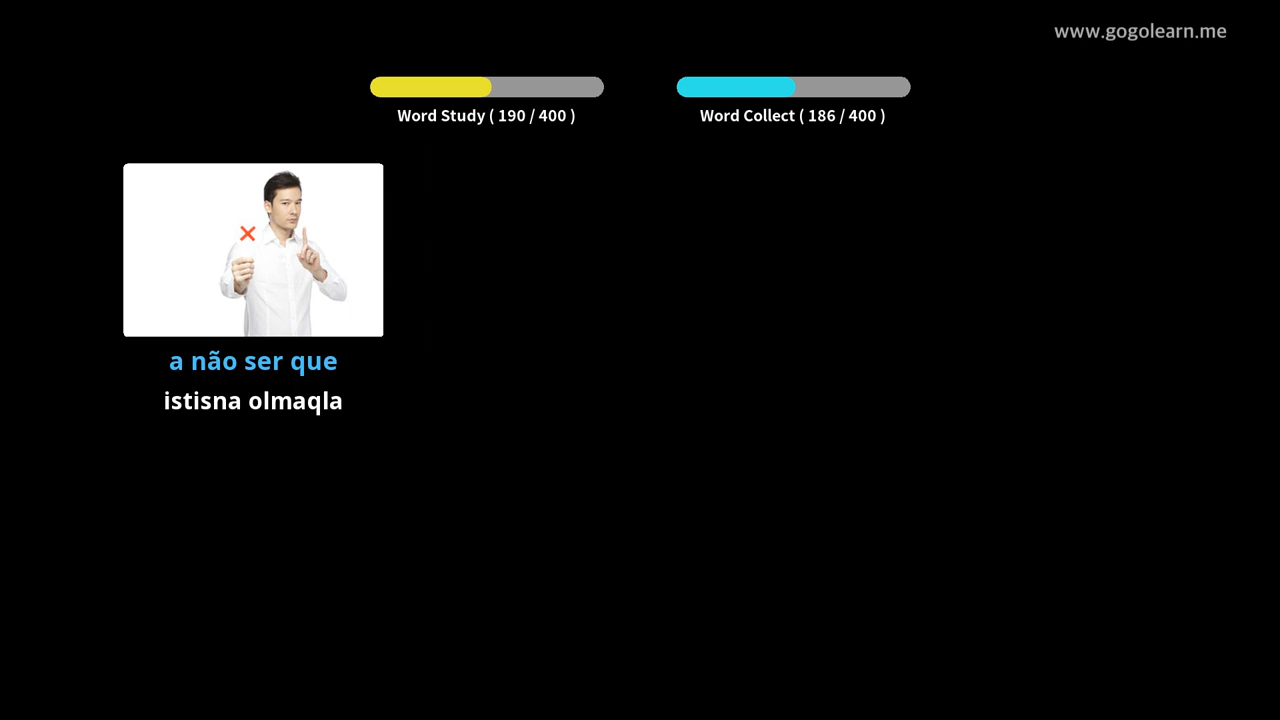 www.gogolearn.me
Word Study ( 190 / 400 )
Word Collect ( 186 / 400 )
a não ser que
istisna olmaqla